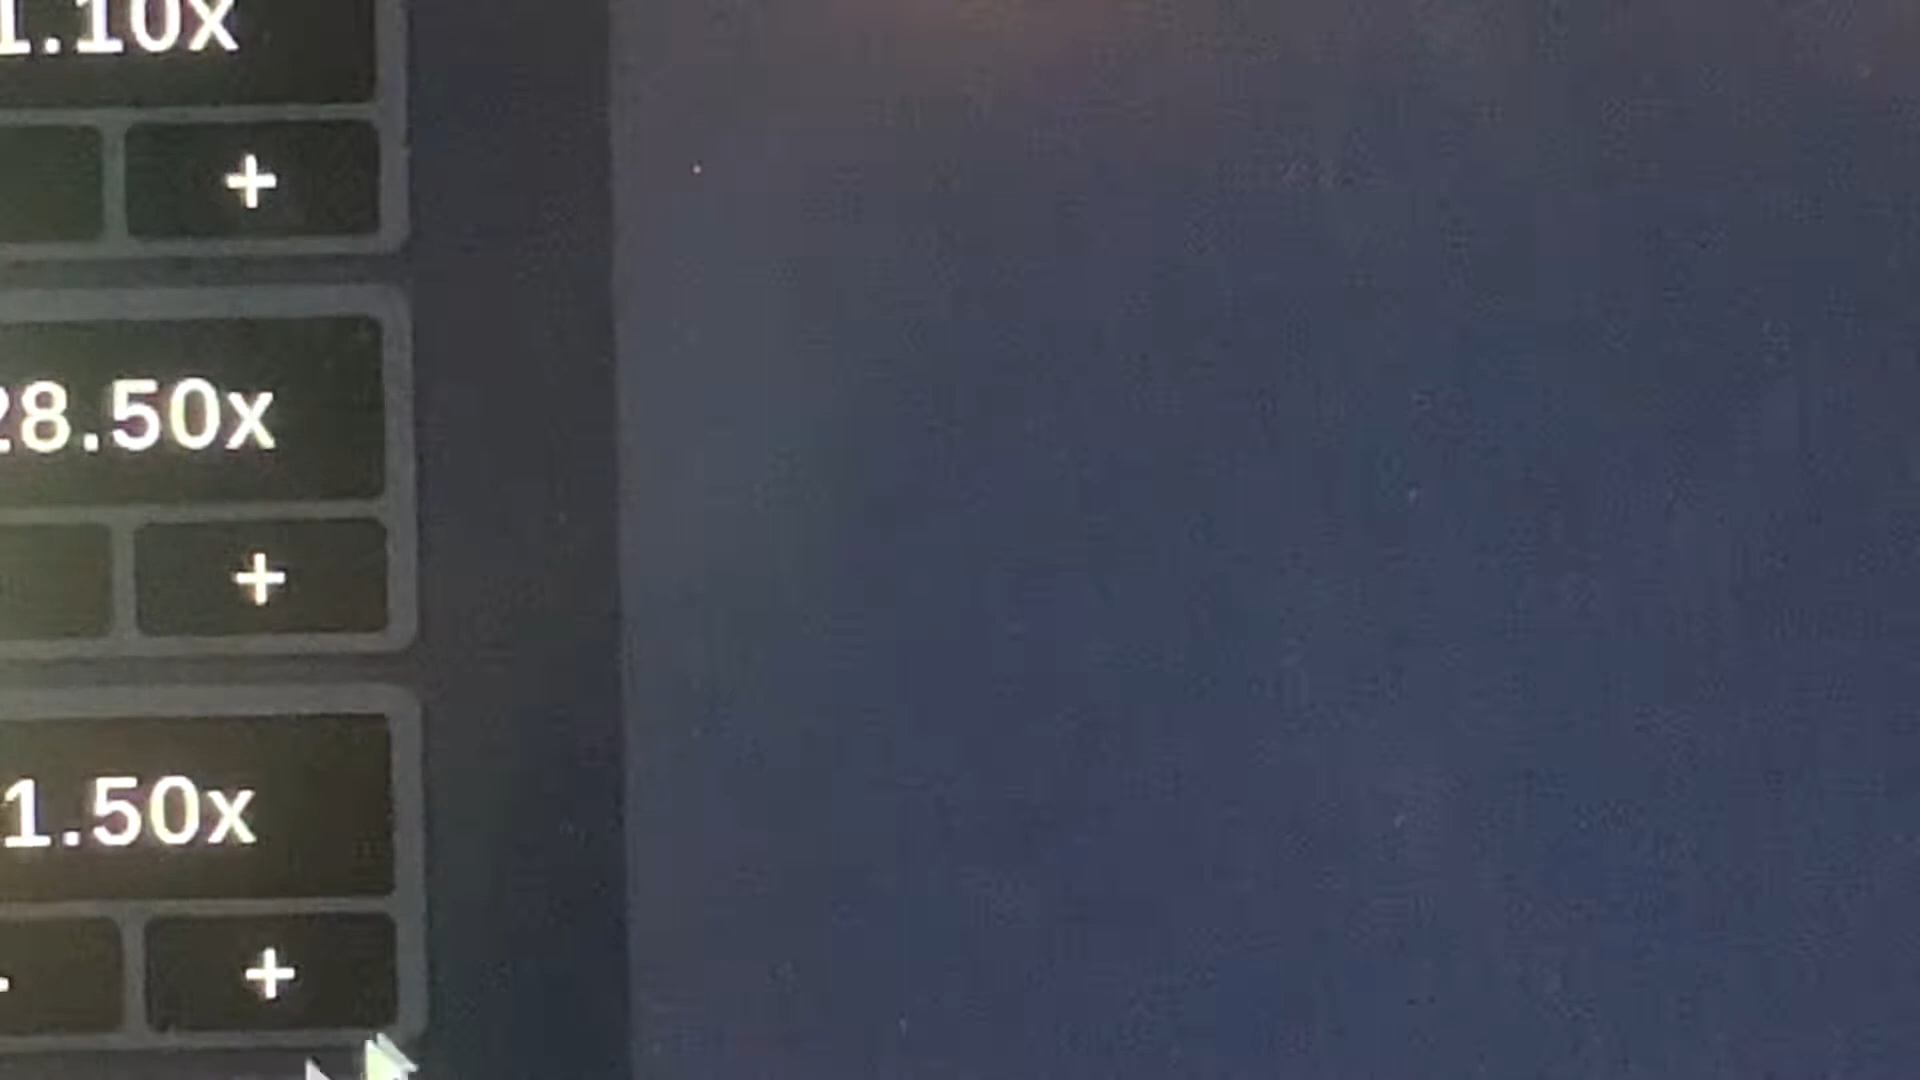 1.10x
+
28.50x
+
1.50x
- +